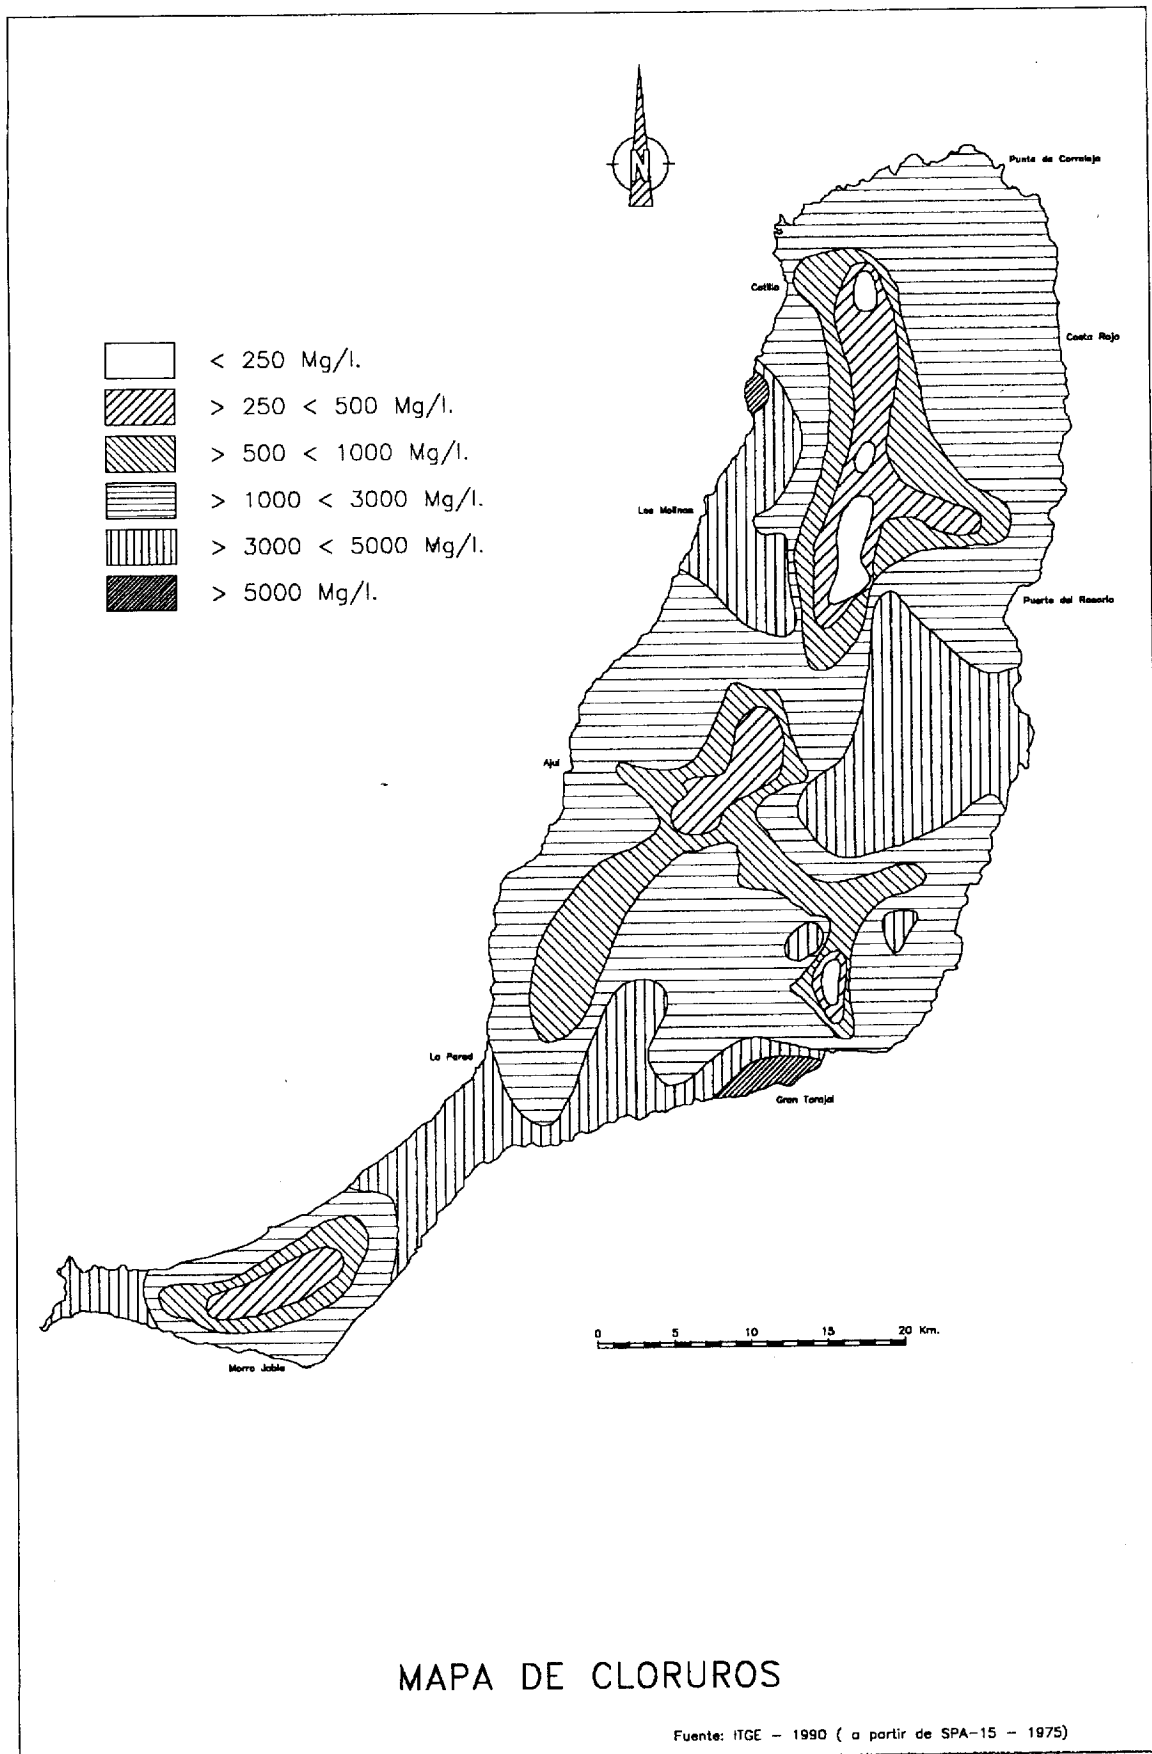 N
Punta de Corralejo
Cotillo
Costa Roja
< 250 Mg/l.
> 250 < 500 Mg/l.
> 500 < 1000 Mg/l.
> 1000 < 3000 Mg/l.
> 3000 < 5000 Mg/l.
> 5000 Mg/l.
Los Molinos
Puerto del Rosario
Ajui
La Pared
Gran Tarajal
Morro Jable
0 5 10 15 20 Km.
MAPA DE CLORUROS
Fuente: ITGE - 1990 ( a partir de SPA-15 - 1975)